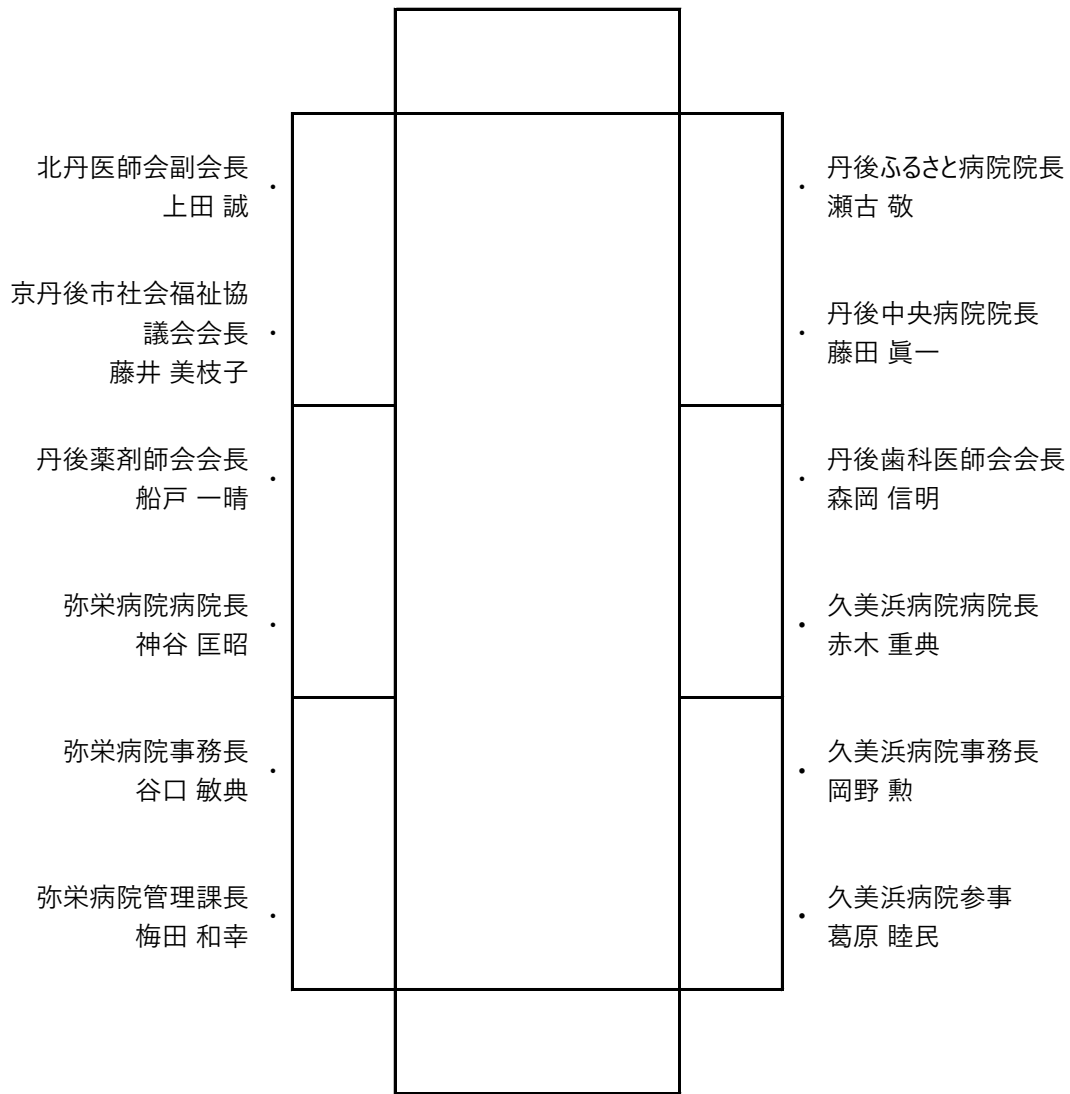 北丹医師会副会長
上田 誠
京丹後市社会福祉協
議会会長
藤井 美枝子
丹後薬剤師会会長
船戸 一晴
弥栄病院病院長
神谷 匡昭
弥栄病院事務長
谷口 敏典
弥栄病院管理課長
梅田 和幸
丹後ふるさと病院院長
瀬古 敬
丹後中央病院院長
藤田 眞一
丹後歯科医師会会長
森岡 信明
久美浜病院病院長
赤木 重典
久美浜病院事務長
岡野 勲
久美浜病院参事
葛原 睦民